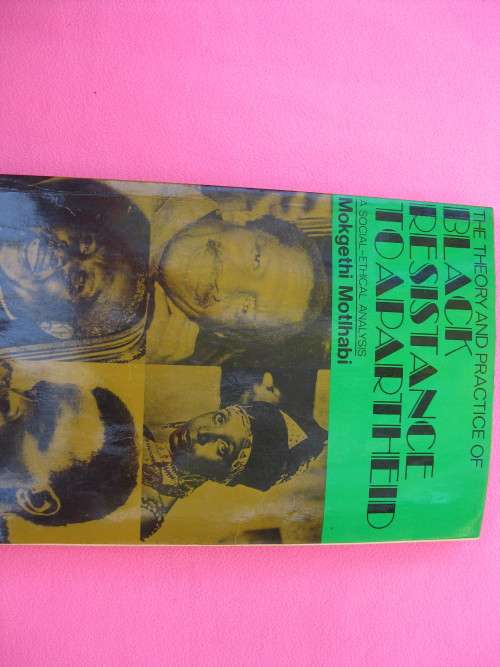 THE THEORY AND PRACTICE OF
BLACK
RESISTANCE
TO APARTHEID
A SOCIAL-ETHICAL ANALYSIS
Mokgethi Motlhabi